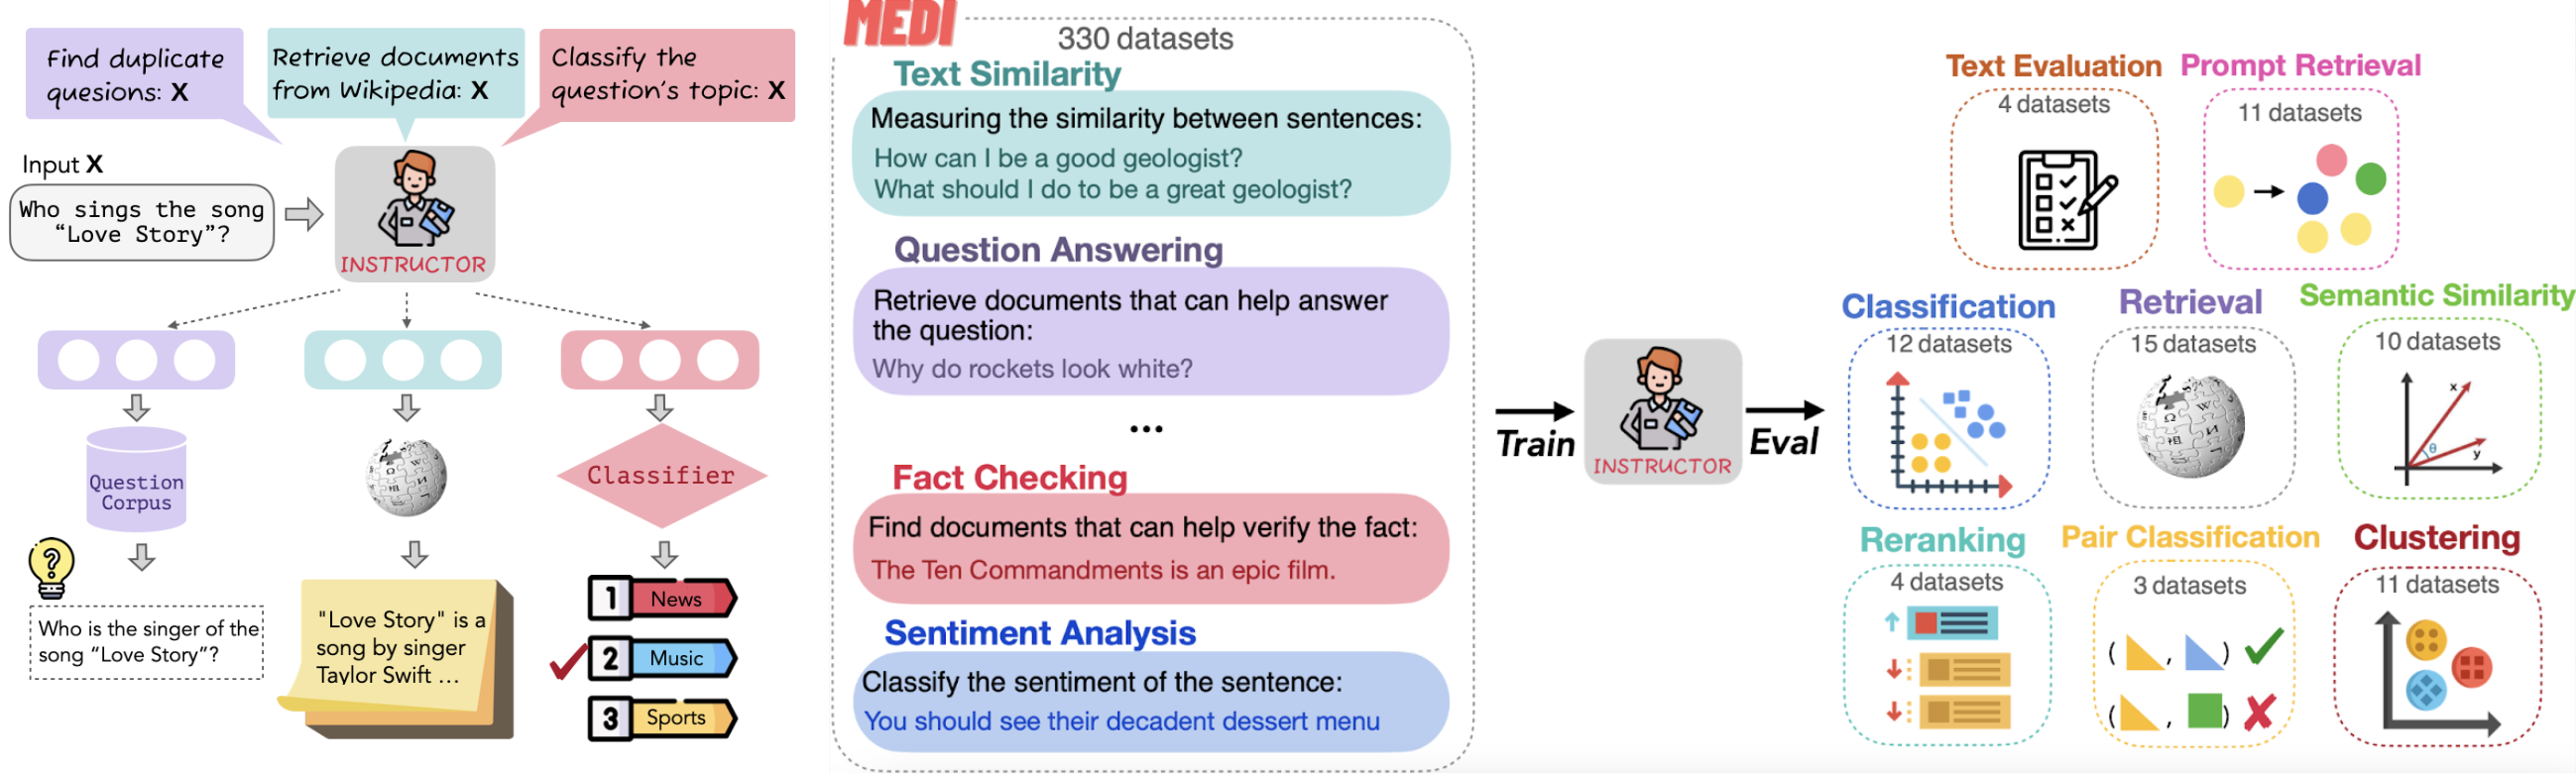 Find duplicate
quesions: X
Retrieve documents
from Wikipedia: X
Classify the
question's topic: X
Input X
Who sings the song
“Love Story”?
INSTRUCTOR
Question
Corpus
Classifier
?
Who is the singer of the
song “Love Story”?
"Love Story" is a
song by singer
Taylor Swift ...
1 News
2 Music
3 Sports
MEDI
330 datasets
Text Similarity
Measuring the similarity between sentences:
How can I be a good geologist?
What should I do to be a great geologist?
Question Answering
Retrieve documents that can help answer
the question:
Why do rockets look white?
...
Fact Checking
Find documents that can help verify the fact:
The Ten Commandments is an epic film.
Sentiment Analysis
Classify the sentiment of the sentence:
You should see their decadent dessert menu
Train
INSTRUCTOR
Eval
Text Evaluation
4 datasets
Prompt Retrieval
11 datasets
Classification
12 datasets
Retrieval
15 datasets
Semantic Similarity
10 datasets
x
θ
y
Reranking
4 datasets
Pair Classification
3 datasets
( , )
( , )
Clustering
11 datasets